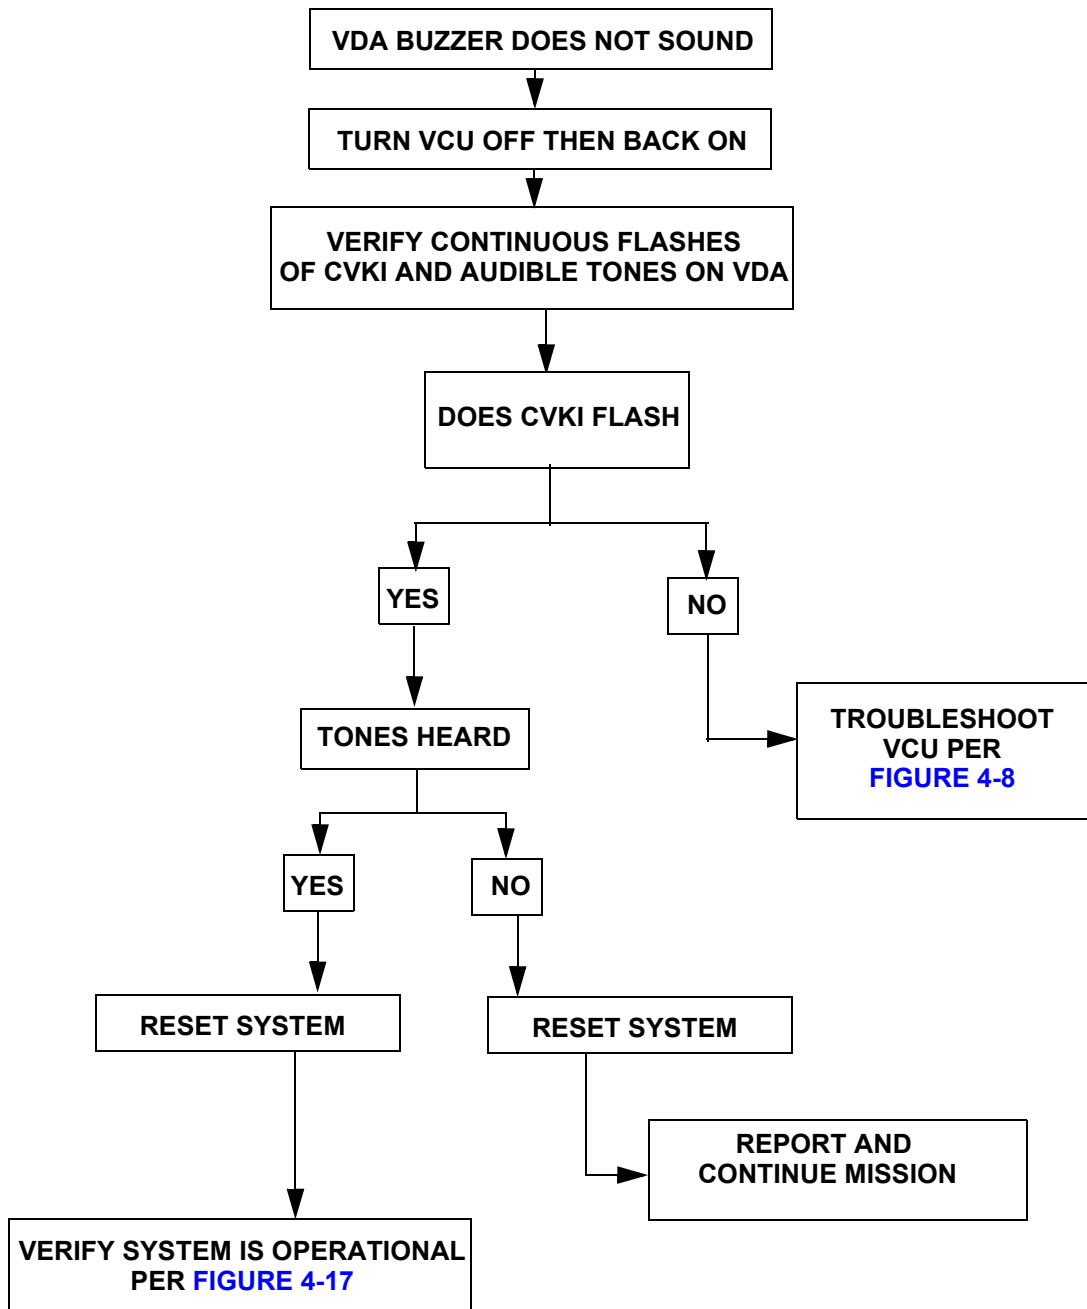 VDA BUZZER DOES NOT SOUND
TURN VCU OFF THEN BACK ON
VERIFY CONTINUOUS FLASHES
OF CVKI AND AUDIBLE TONES ON VDA
DOES CVKI FLASH
YES
NO
TROUBLESHOOT
VCU PER
FIGURE 4-8
TONES HEARD
YES
NO
RESET SYSTEM
RESET SYSTEM
REPORT AND
CONTINUE MISSION
VERIFY SYSTEM IS OPERATIONAL
PER FIGURE 4-17